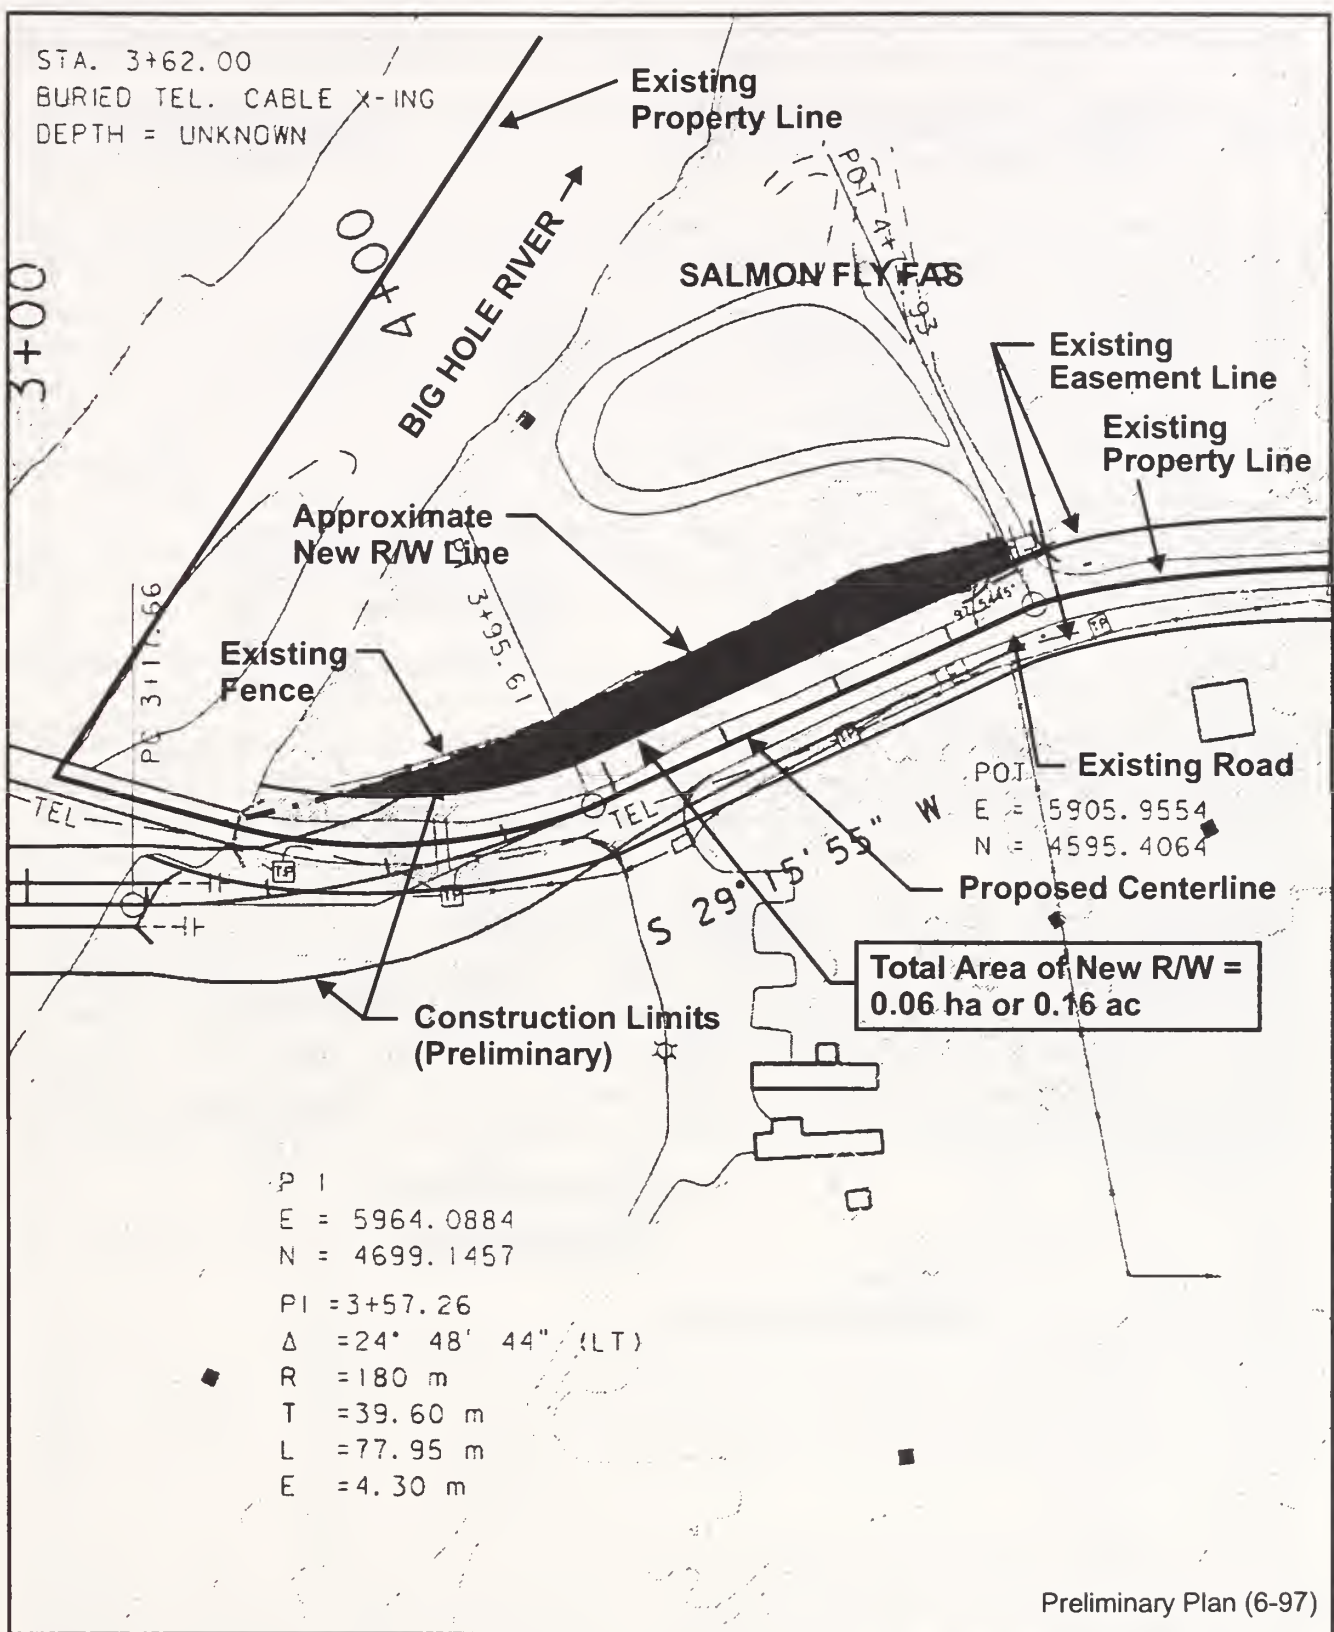 STA. 3+62.00
BURIED TEL. CABLE X-ING
DEPTH = UNKNOWN
Existing
Property Line
4+00
BIG HOLE RIVER
3+00
SALMON FLY FAS
POT 4+
93
Existing
Easement Line
Existing
Property Line
Approximate
New R/W Line
3+95.61
PC 3+17.66
Existing
Fence
TEL
TEL
T.P
T.P
T.P
T.P
Existing Road
POT
E = 5905.9554
N = 4595.4064
S 29° 15' 55" W
Proposed Centerline
Total Area of New R/W =
0.06 ha or 0.16 ac
Construction Limits
(Preliminary)
P I
E = 5964.0884
N = 4699.1457
PI =3+57.26
Δ =24° 48' 44" (LT)
R =180 m
T =39.60 m
L =77.95 m
E =4.30 m
Preliminary Plan (6-97)